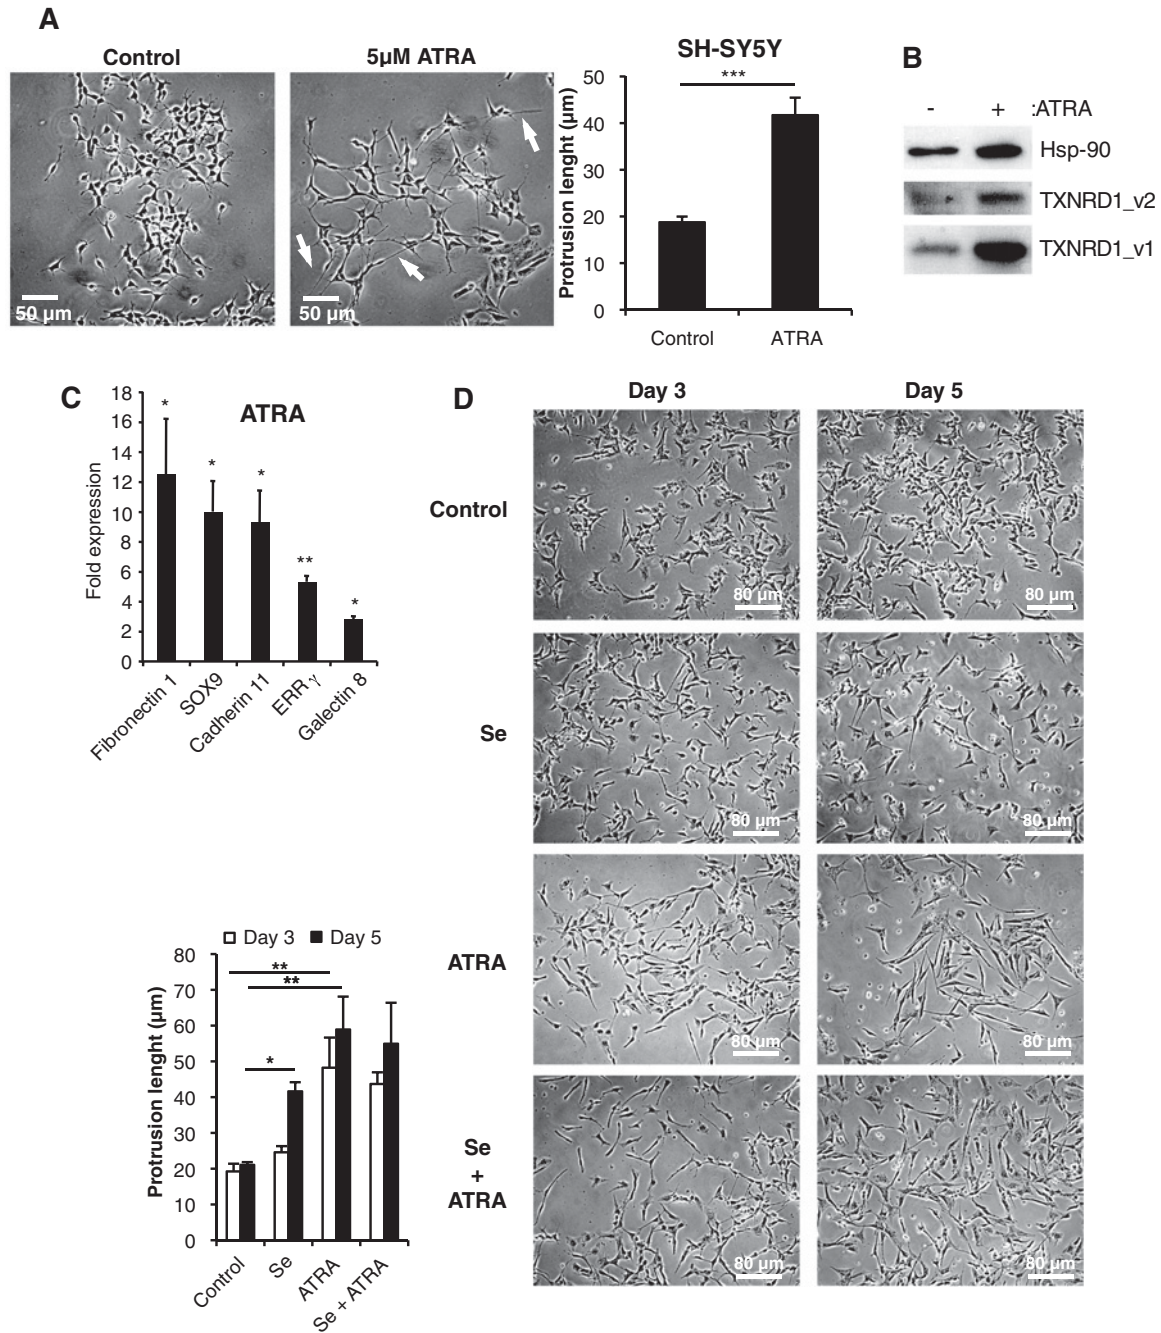 A
Control
5µM ATRA
50 µm
50 µm
SH-SY5Y
***
Protrusion lenght (µm)
50
40
30
20
10
0
Control
ATRA
B
- + :ATRA
Hsp-90
TXNRD1_v2
TXNRD1_v1
C
ATRA
Fold expression
18
16
14
12
10
8
6
4
2
0
*
*
*
**
*
Fibronectin 1
SOX9
Cadherin 11
ERR γ
Galectin 8
Day 3
Day 5
Protrusion lenght (µm)
80
70
60
50
40
30
20
10
0
**
**
*
Control
Se
ATRA
Se + ATRA
D
Day 3
Day 5
Control
80 µm
80 µm
Se
80 µm
80 µm
ATRA
80 µm
80 µm
Se
+
ATRA
80 µm
80 µm